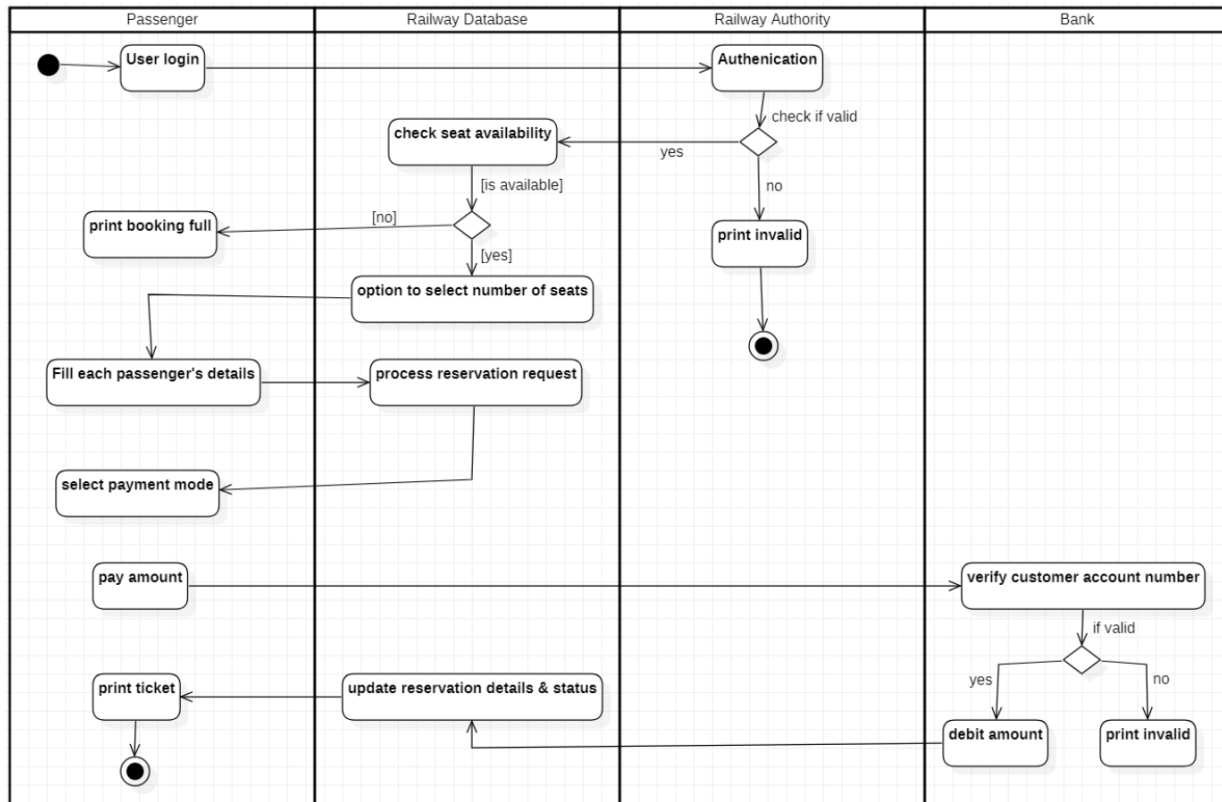 Passenger
Railway Database
Railway Authority
Bank
User login
Authenication
check if valid
check seat availability
yes
[is available]
no
print booking full
[no]
print invalid
[yes]
option to select number of seats
Fill each passenger's details
process reservation request
select payment mode
pay amount
verify customer account number
if valid
yes
no
print ticket
update reservation details & status
debit amount
print invalid